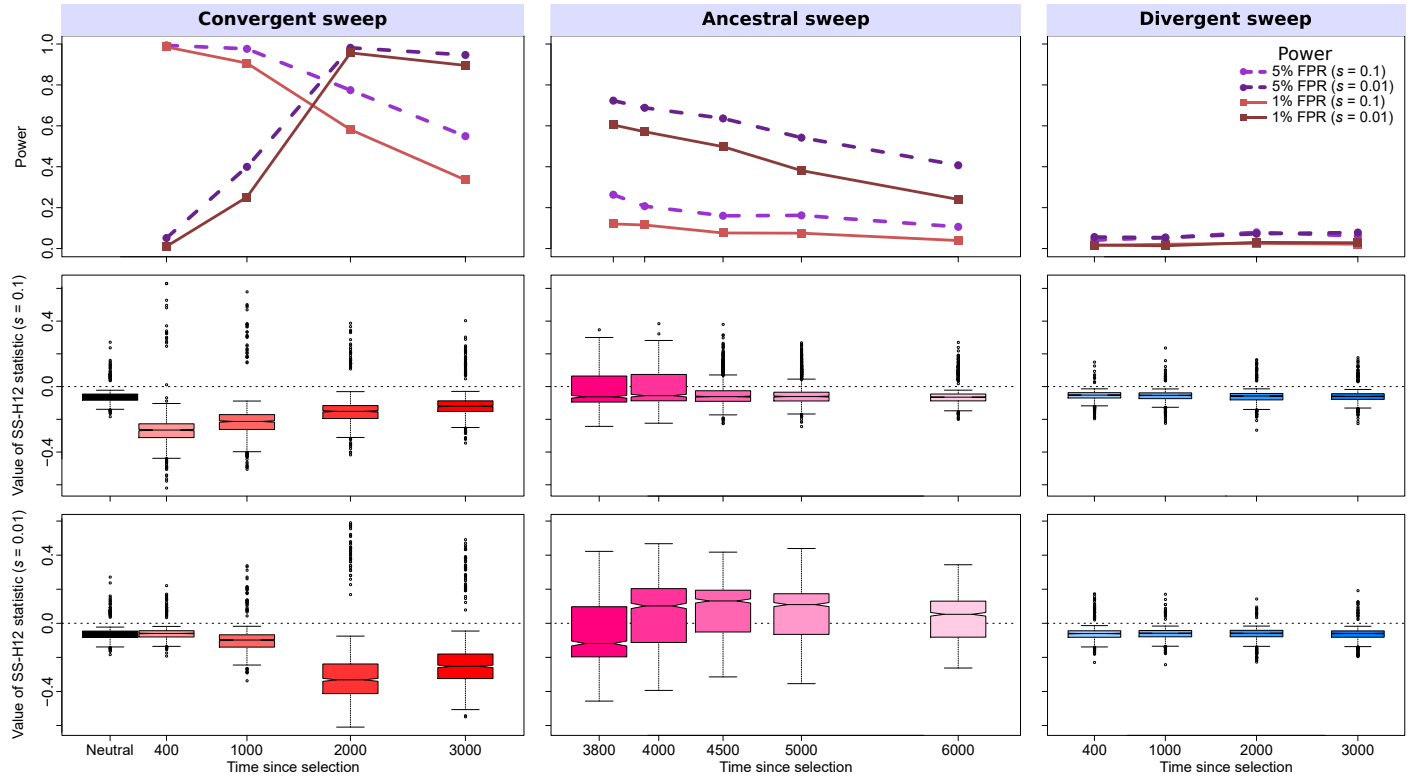 Convergent sweep
Ancestral sweep
Divergent sweep
Power
0.0
0.2
0.4
0.6
0.8
1.0
Power
5% FPR (s = 0.1)
5% FPR (s = 0.01)
1% FPR (s = 0.1)
1% FPR (s = 0.01)
Value of SS-H12 statistic (s = 0.1)
−0.4
0.0
0.4
Value of SS-H12 statistic (s = 0.01)
−0.4
0.0
0.4
Neutral 400 1000 2000 3000
Time since selection
3800 4000 4500 5000 6000
Time since selection
400 1000 2000 3000
Time since selection